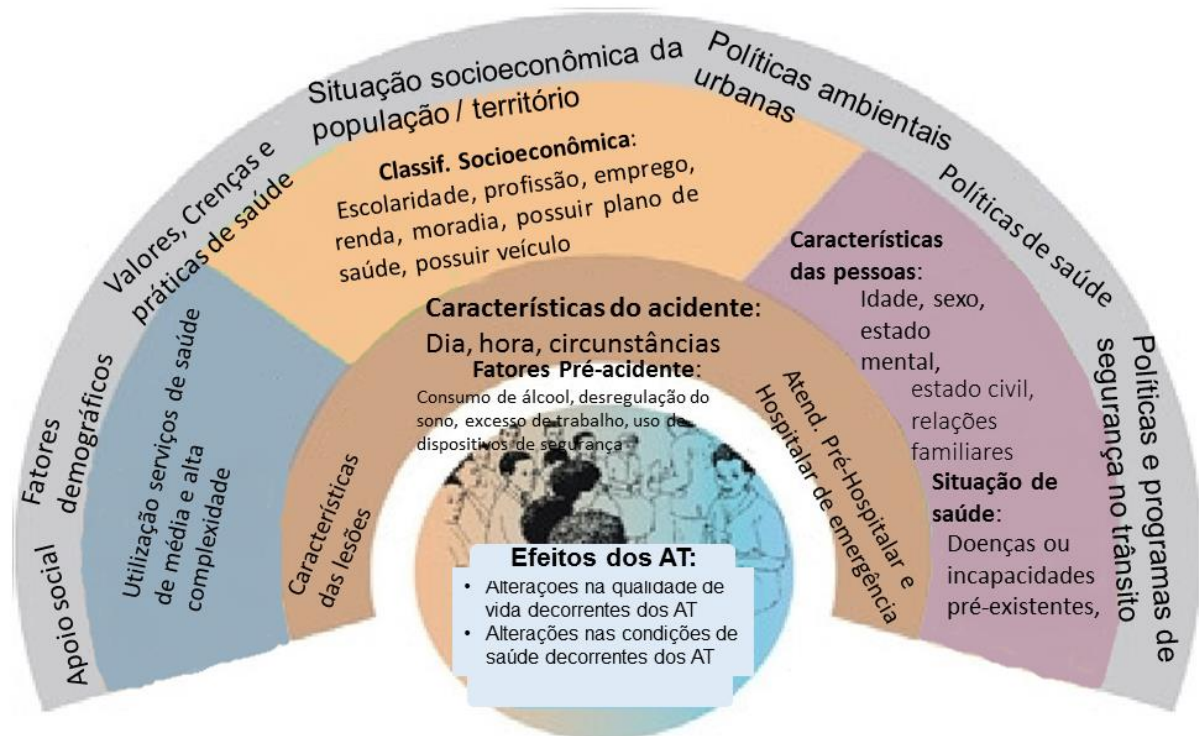 Apoio social
Fatores
demográficos
Valores, Crenças e
práticas de saúde
Situação socioeconômica da
população / território
Políticas ambientais
urbanas
Políticas de saúde
Políticas e programas de
segurança no trânsito
Utilização serviços de saúde
de média e alta
complexidade
Classif. Socioeconômica:
Escolaridade, profissão, emprego,
renda, moradia, possuir plano de
saúde, possuir veículo
Características
das pessoas:
Idade, sexo,
estado
mental,
estado civil,
relações
familiares
Situação de
saúde:
Doenças ou
incapacidades
pré-existentes,
Características
das lesões
Características do acidente:
Dia, hora, circunstâncias
Fatores Pré-acidente:
Consumo de álcool, desregulação do
sono, excesso de trabalho, uso de
dispositivos de segurança
Atend. Pré-Hospitalar e
Hospitalar de emergência
Efeitos dos AT:
• Alterações na qualidade de
vida decorrentes dos AT
• Alterações nas condições de
saúde decorrentes dos AT